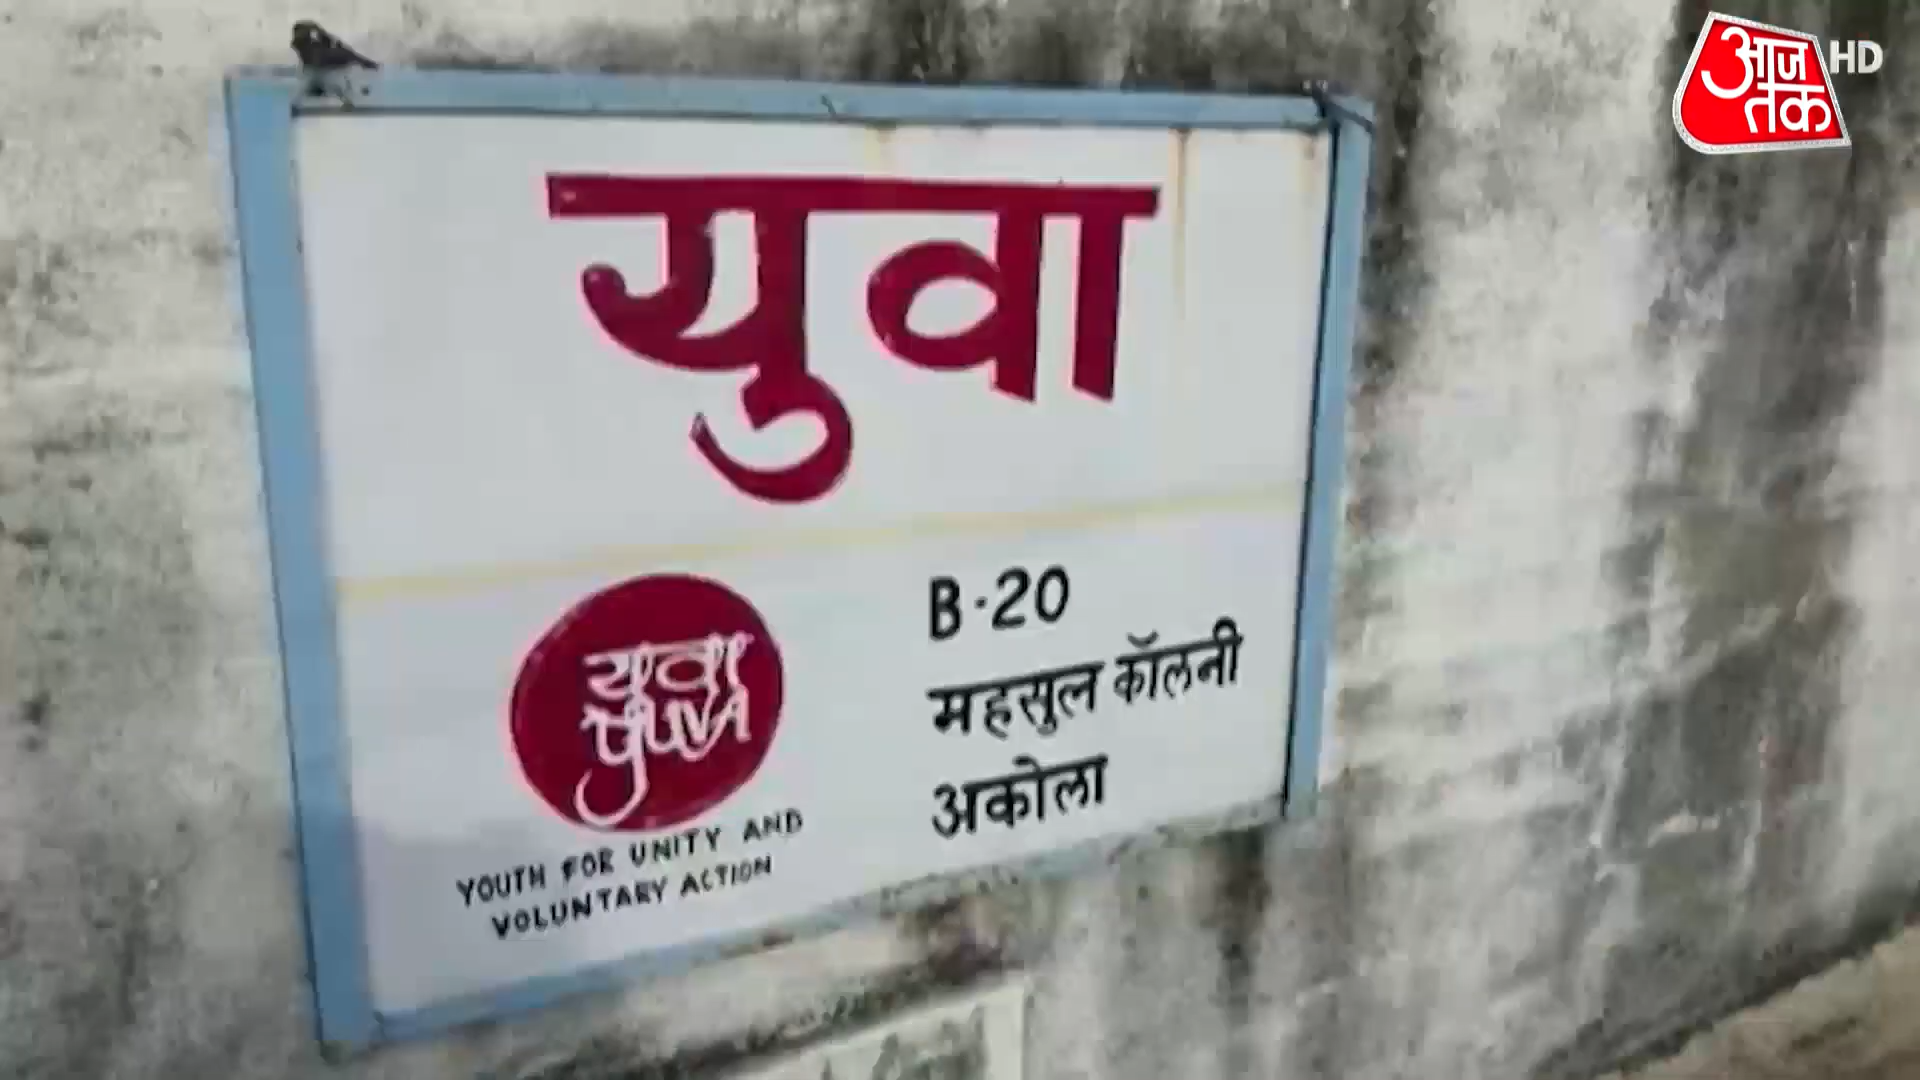 आज
तक
HD
युवा
युवा
YUVA
YOUTH FOR UNITY AND
VOLUNTARY ACTION
B-20
महसुल कॉलनी
अकोला